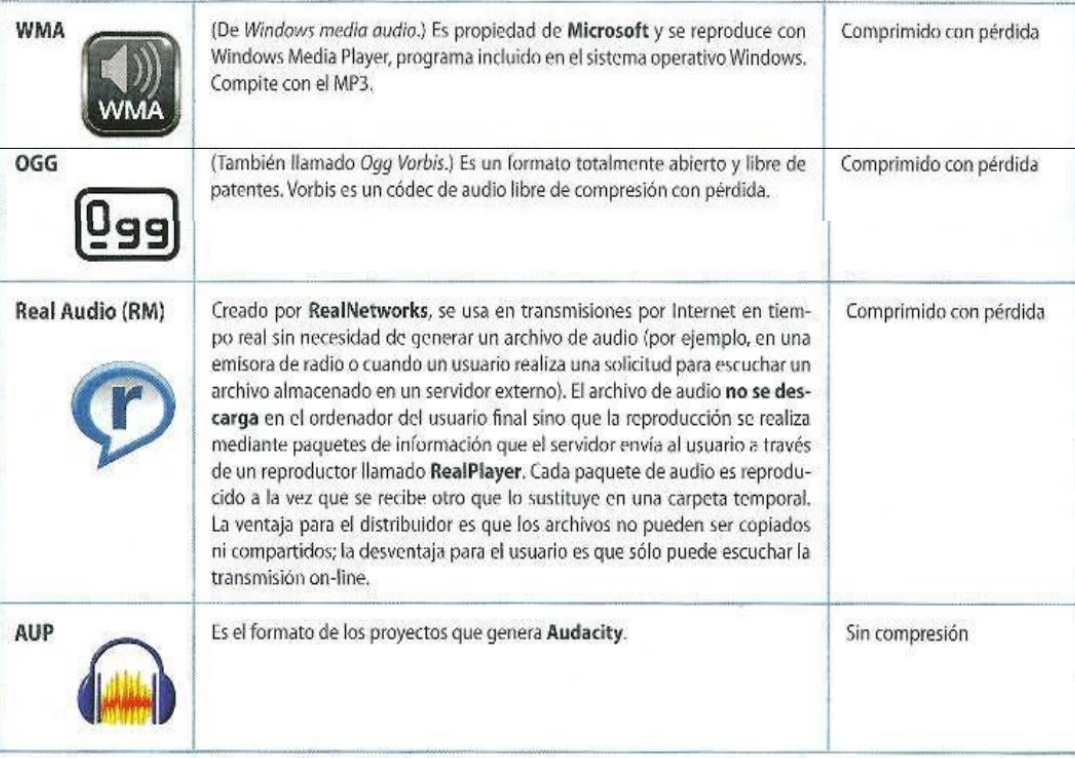 WMA
WMA
(De Windows media audio.) Es propiedad de Microsoft y se reproduce con
Windows Media Player, programa incluido en el sistema operativo Windows.
Compite con el MP3.
Comprimido con pérdida
OGG
Ogg
(También llamado Ogg Vorbis.) Es un formato totalmente abierto y libre de
patentes. Vorbis es un códec de audio libre de compresión con pérdida.
Comprimido con pérdida
Real Audio (RM)
r
Creado por RealNetworks, se usa en transmisiones por Internet en tiem-
po real sin necesidad de generar un archivo de audio (por ejemplo, en una
emisora de radio o cuando un usuario realiza una solicitud para escuchar un
archivo almacenado en un servidor externo). El archivo de audio no se des-
carga en el ordenador del usuario final sino que la reproducción se realiza
mediante paquetes de información que el servidor envía al usuario a través
de un reproductor llamado RealPlayer. Cada paquete de audio es reprodu-
cido a la vez que se recibe otro que lo sustituye en una carpeta temporal.
La ventaja para el distribuidor es que los archivos no pueden ser copiados
ni compartidos; la desventaja para el usuario es que sólo puede escuchar la
transmisión on-line.
Comprimido con pérdida
AUP
Es el formato de los proyectos que genera Audacity.
Sin compresión